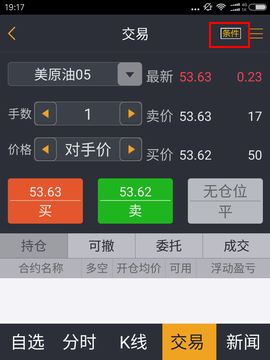 19:17
4G
交易
条件
美原油05
最新 53.63 0.23
手数 1 卖价 53.63 17
价格 对手价 买价 53.62 50
53.63 53.62 无仓位
买 卖 平
持仓 可撤 委托 成交
合约名称 多空 开仓均价 可用 浮动盈亏
自选 分时 K线 交易 新闻